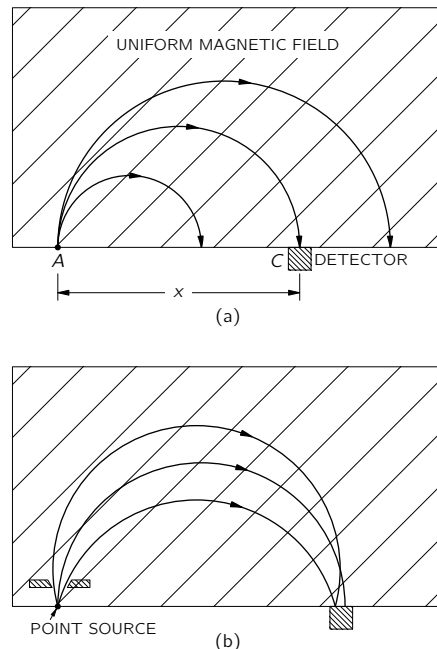 UNIFORM MAGNETIC FIELD
A
C
DETECTOR
x
(a)
POINT SOURCE
(b)